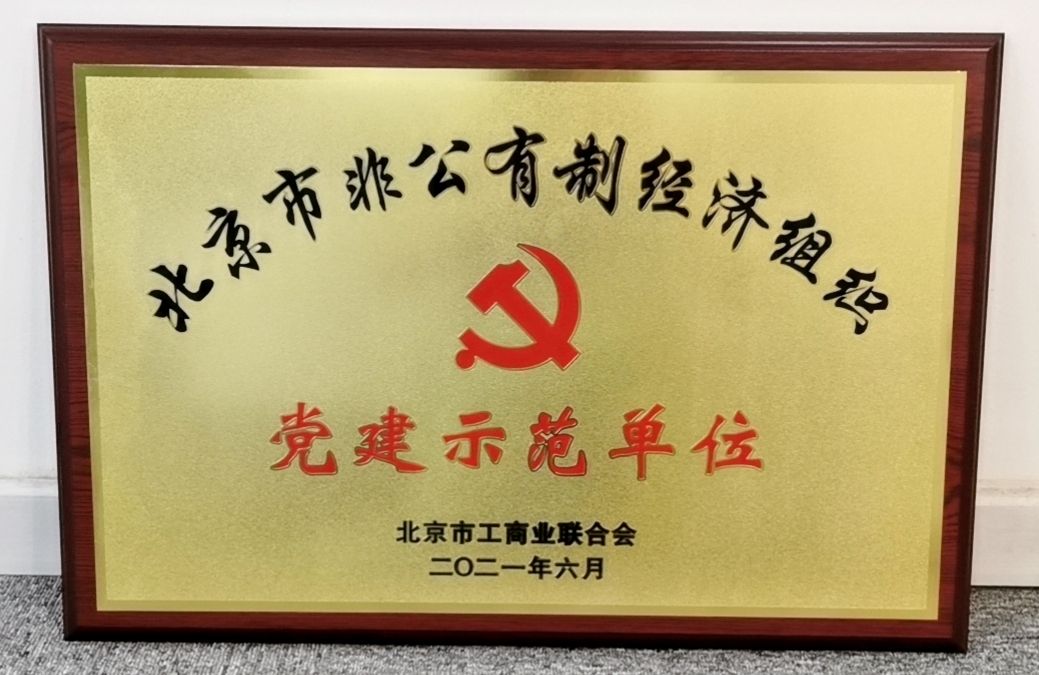 北京市非公有制经济组织
党建示范单位
北京市工商业联合会
二〇二一年六月